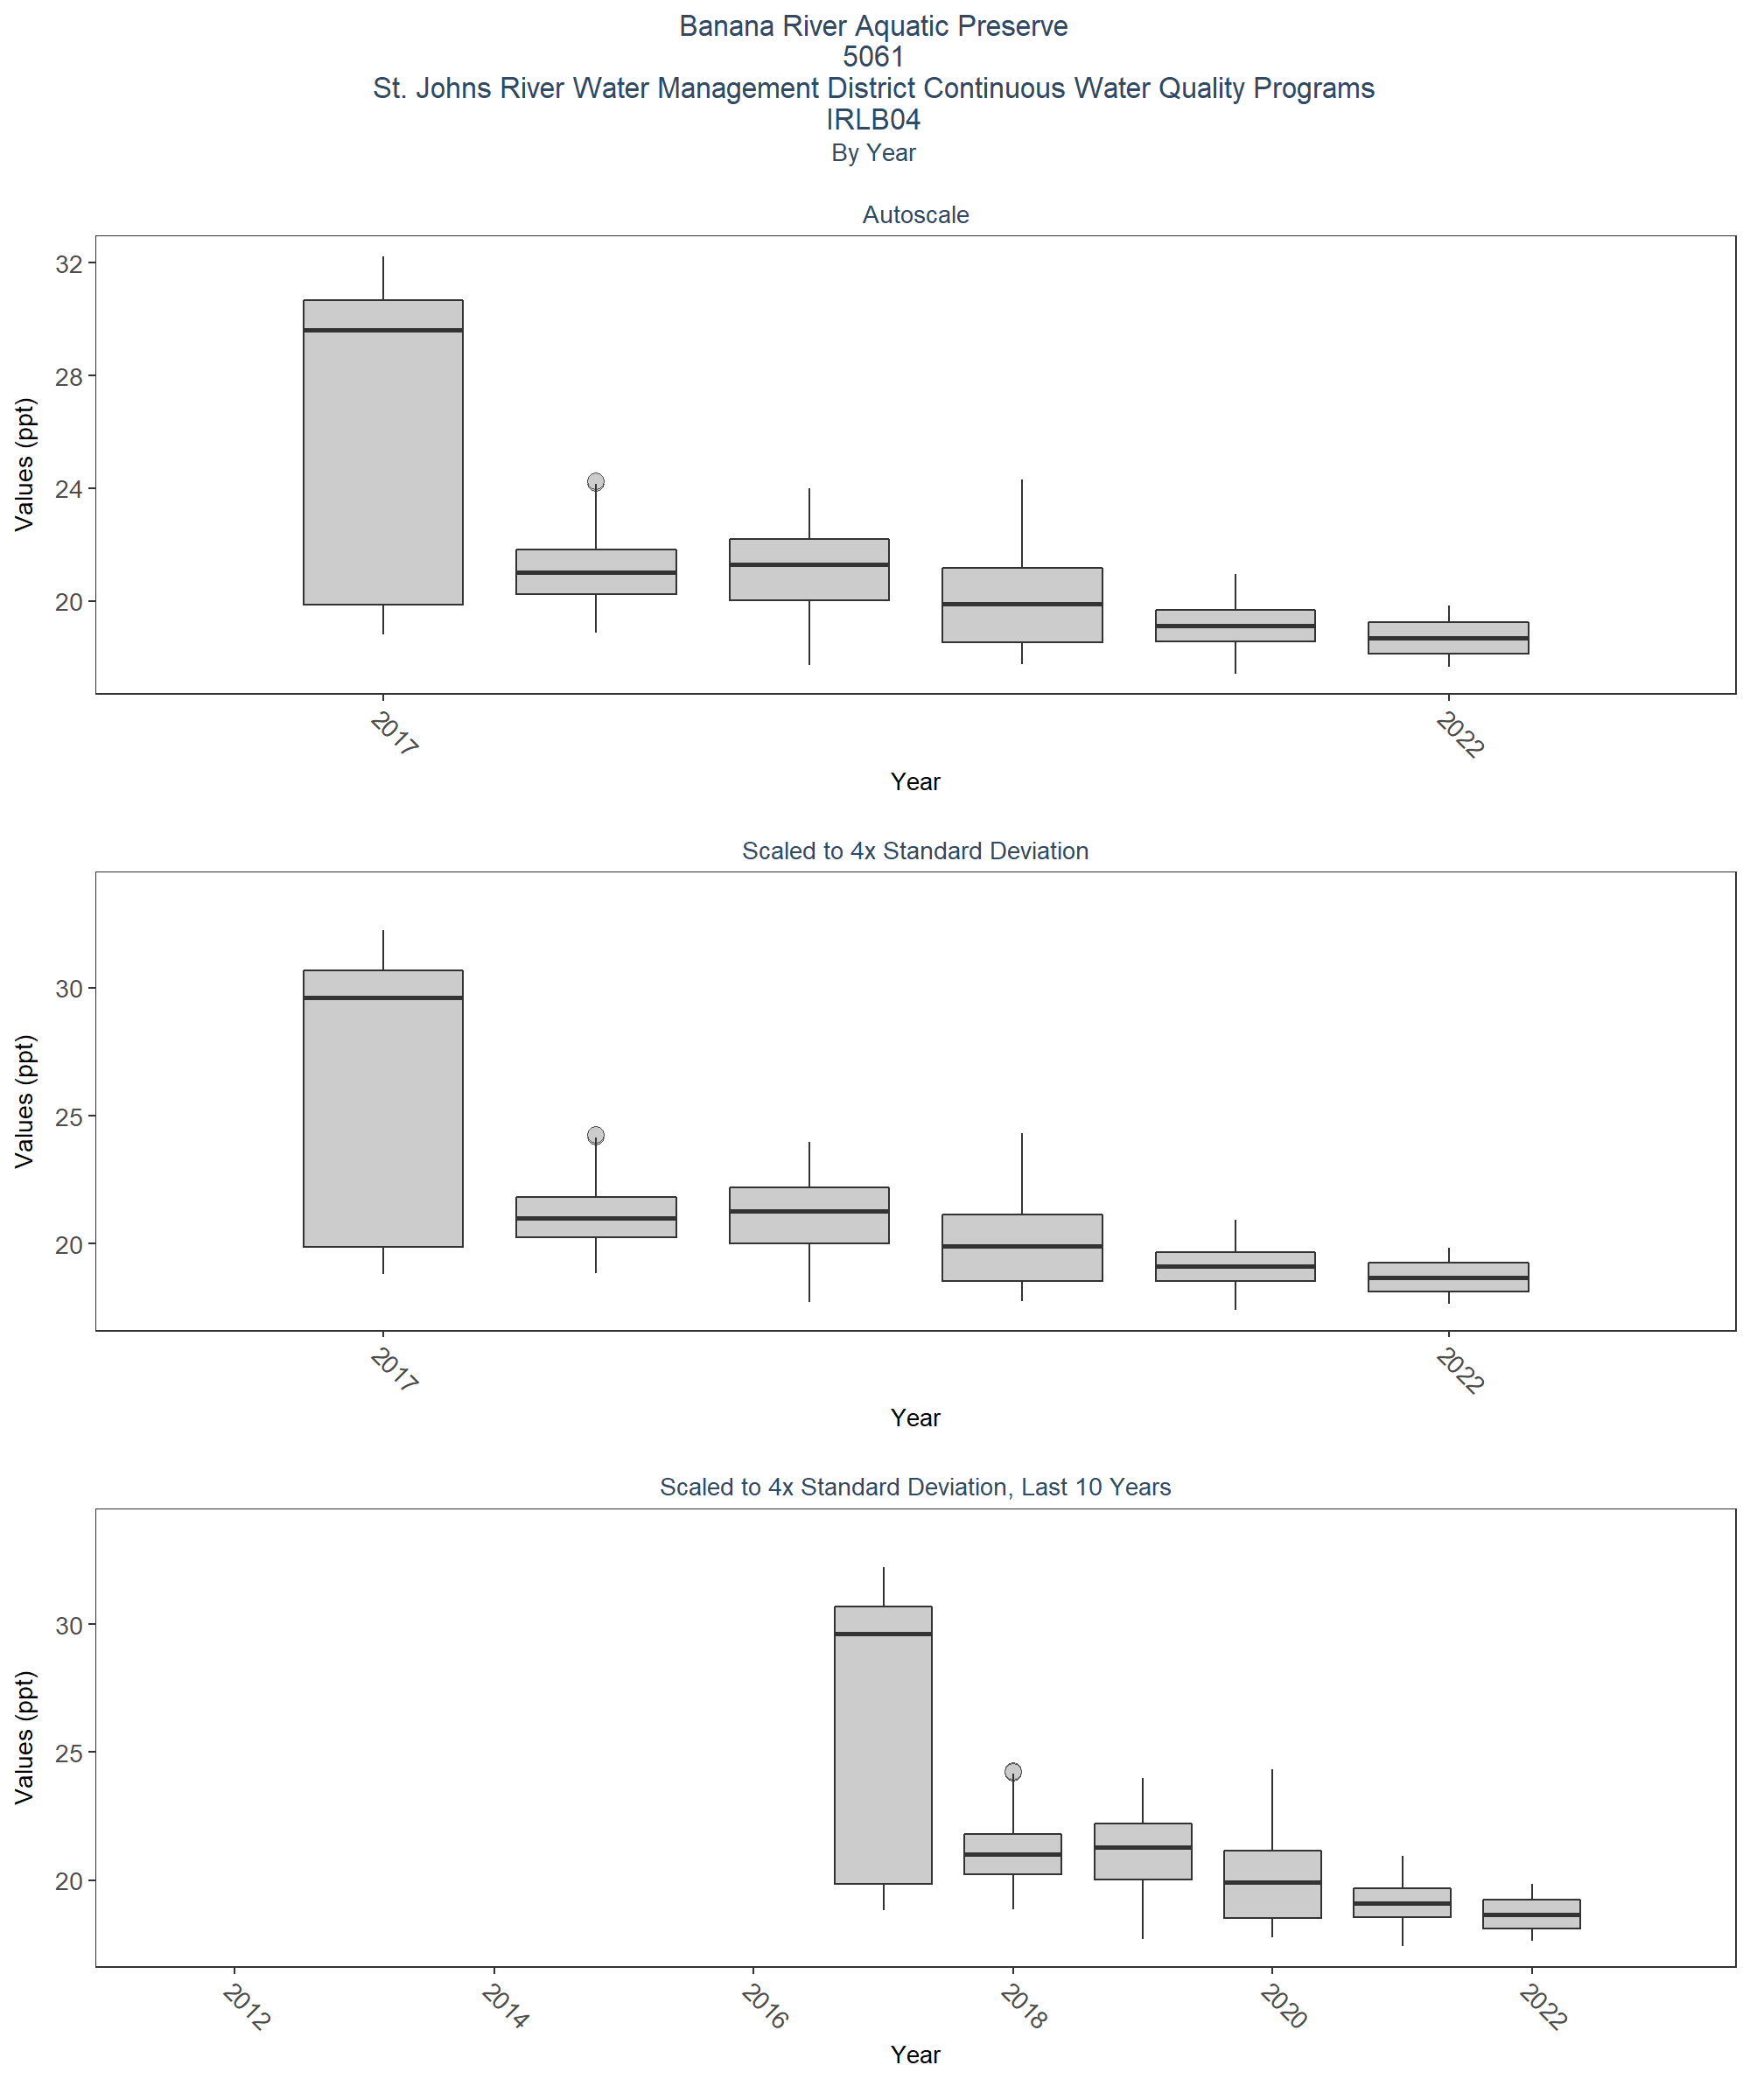 Banana River Aquatic Preserve
5061
St. Johns River Water Management District Continuous Water Quality Programs
IRLB04
By Year
Autoscale
Values (ppt)
32
28
24
20
2017
2022
Year
Scaled to 4x Standard Deviation
Values (ppt)
30
25
20
2017
2022
Year
Scaled to 4x Standard Deviation, Last 10 Years
Values (ppt)
30
25
20
2012
2014
2016
2018
2020
2022
Year